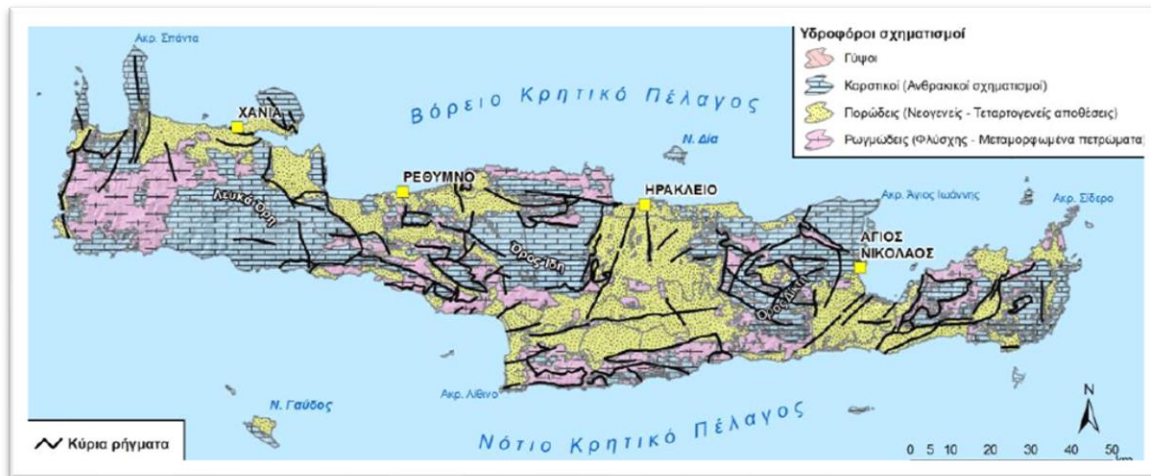 Ακρ. Σπάντα
ΧΑΝΙΑ
Βόρειο Κρητικό Πέλαγος
Ν. Δία
ΡΕΘΥΜΝΟ
ΗΡΑΚΛΕΙΟ
Ακρ. Άγιος Ιωάννης
Ακρ. Σίδερο
Λευκά Όρη
Όρος Ίδη
Όρος Δίκτη
ΑΓΙΟΣ
ΝΙΚΟΛΑΟΣ
Ακρ. Λίθινο
Ν. Γαύδος
Νότιο Κρητικό Πέλαγος
Υδροφόροι σχηματισμοί
Γύψοι
Καρστικοί (Ανθρακικοί σχηματισμοί)
Πορώδεις (Νεογενείς - Τεταρτογενείς αποθέσεις)
Ρωγμώδεις (Φλύσχης - Μεταμορφωμένα πετρώματα)
Κύρια ρήγματα
N
0 5 10 20 30 40 50